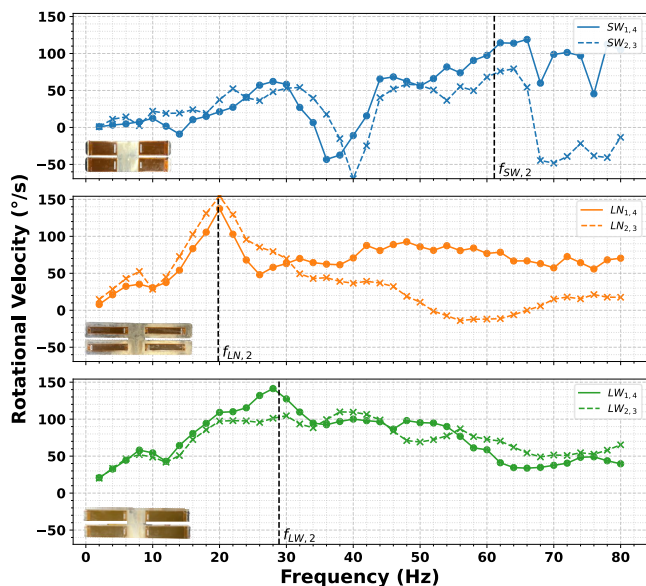 Rotational Velocity (°/s)
150
100
50
0
−50
SW1,4
SW2,3
fSW,2
150
100
50
0
−50
LN1,4
LN2,3
fLN,2
150
100
50
0
−50
LW1,4
LW2,3
fLW,2
0 10 20 30 40 50 60 70 80
Frequency (Hz)